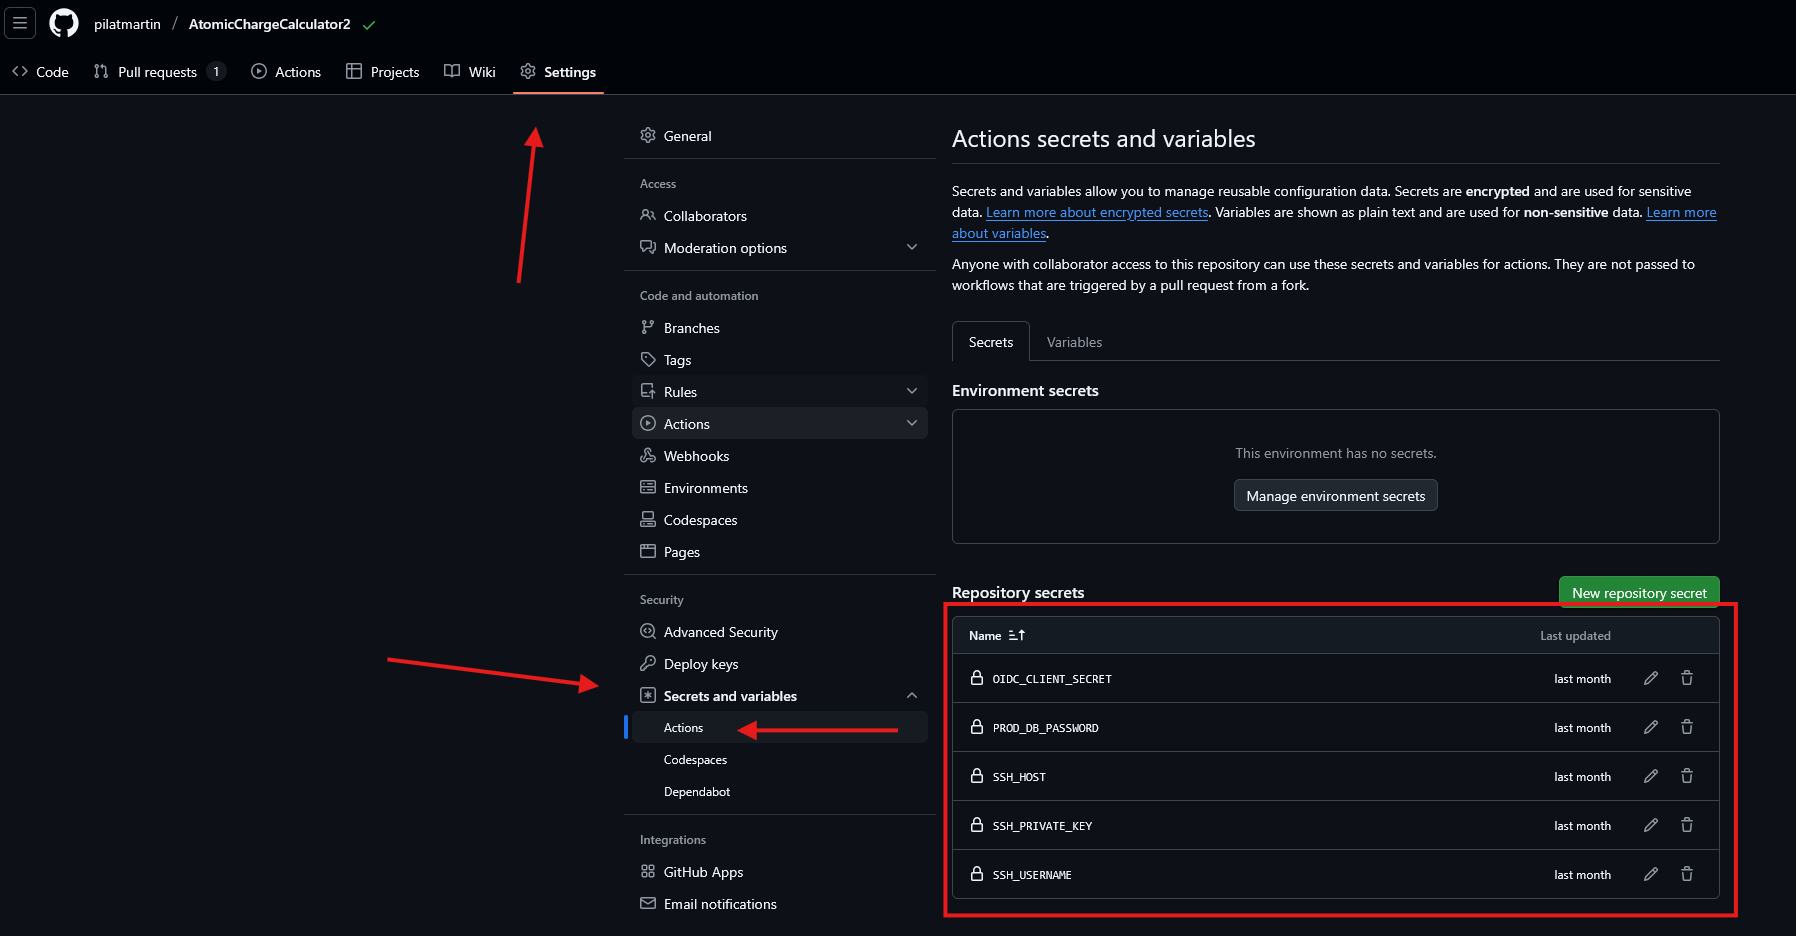 pilatmartin / AtomicChargeCalculator2
Code
Pull requests 1
Actions
Projects
Wiki
Settings
General
Access
Collaborators
Moderation options
Code and automation
Branches
Tags
Rules
Actions
Webhooks
Environments
Codespaces
Pages
Security
Advanced Security
Deploy keys
Secrets and variables
Actions
Codespaces
Dependabot
Integrations
GitHub Apps
Email notifications
Actions secrets and variables
Secrets and variables allow you to manage reusable configuration data. Secrets are encrypted and are used for sensitive
data. Learn more about encrypted secrets. Variables are shown as plain text and are used for non-sensitive data. Learn more
about variables.
Anyone with collaborator access to this repository can use these secrets and variables for actions. They are not passed to
workflows that are triggered by a pull request from a fork.
Secrets
Variables
Environment secrets
This environment has no secrets.
Manage environment secrets
Repository secrets
New repository secret
Name
Last updated
OIDC_CLIENT_SECRET
last month
PROD_DB_PASSWORD
last month
SSH_HOST
last month
SSH_PRIVATE_KEY
last month
SSH_USERNAME
last month